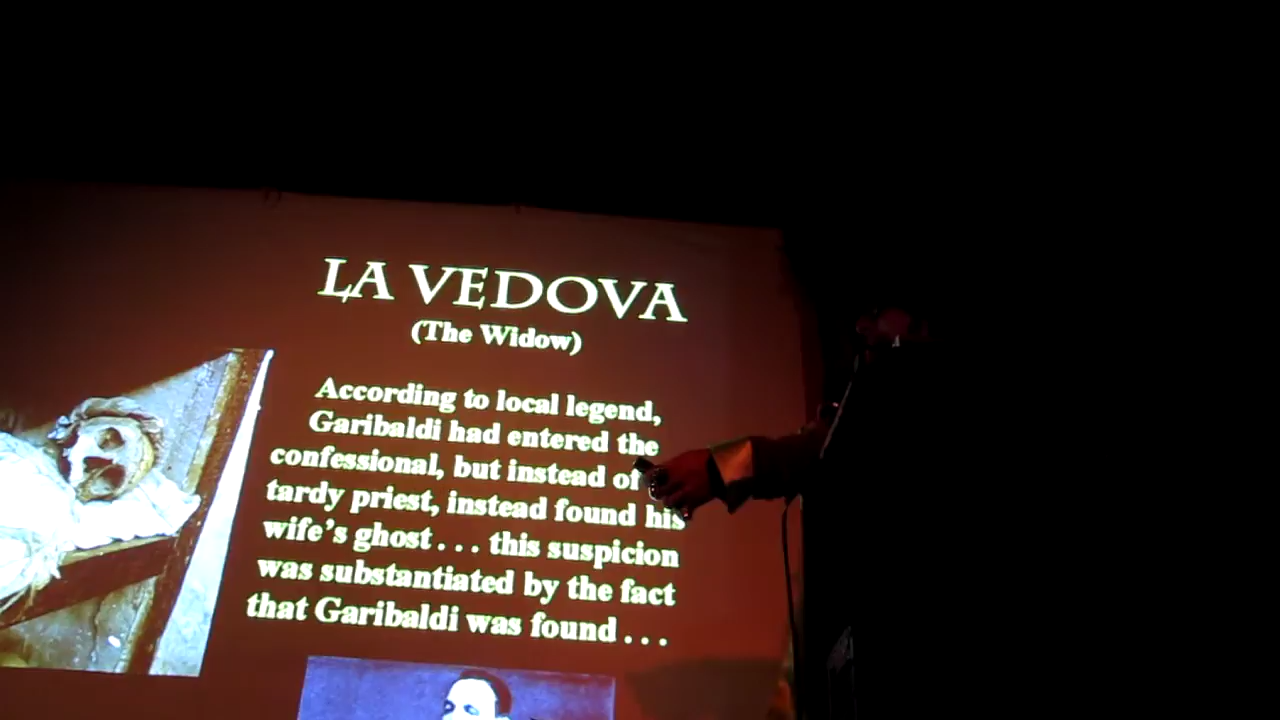 LA VEDOVA
(The Widow)
According to local legend,
Garibaldi had entered the
confessional, but instead of
tardy priest, instead found his
wife's ghost . . . this suspicion
was substantiated by the fact
that Garibaldi was found . . .